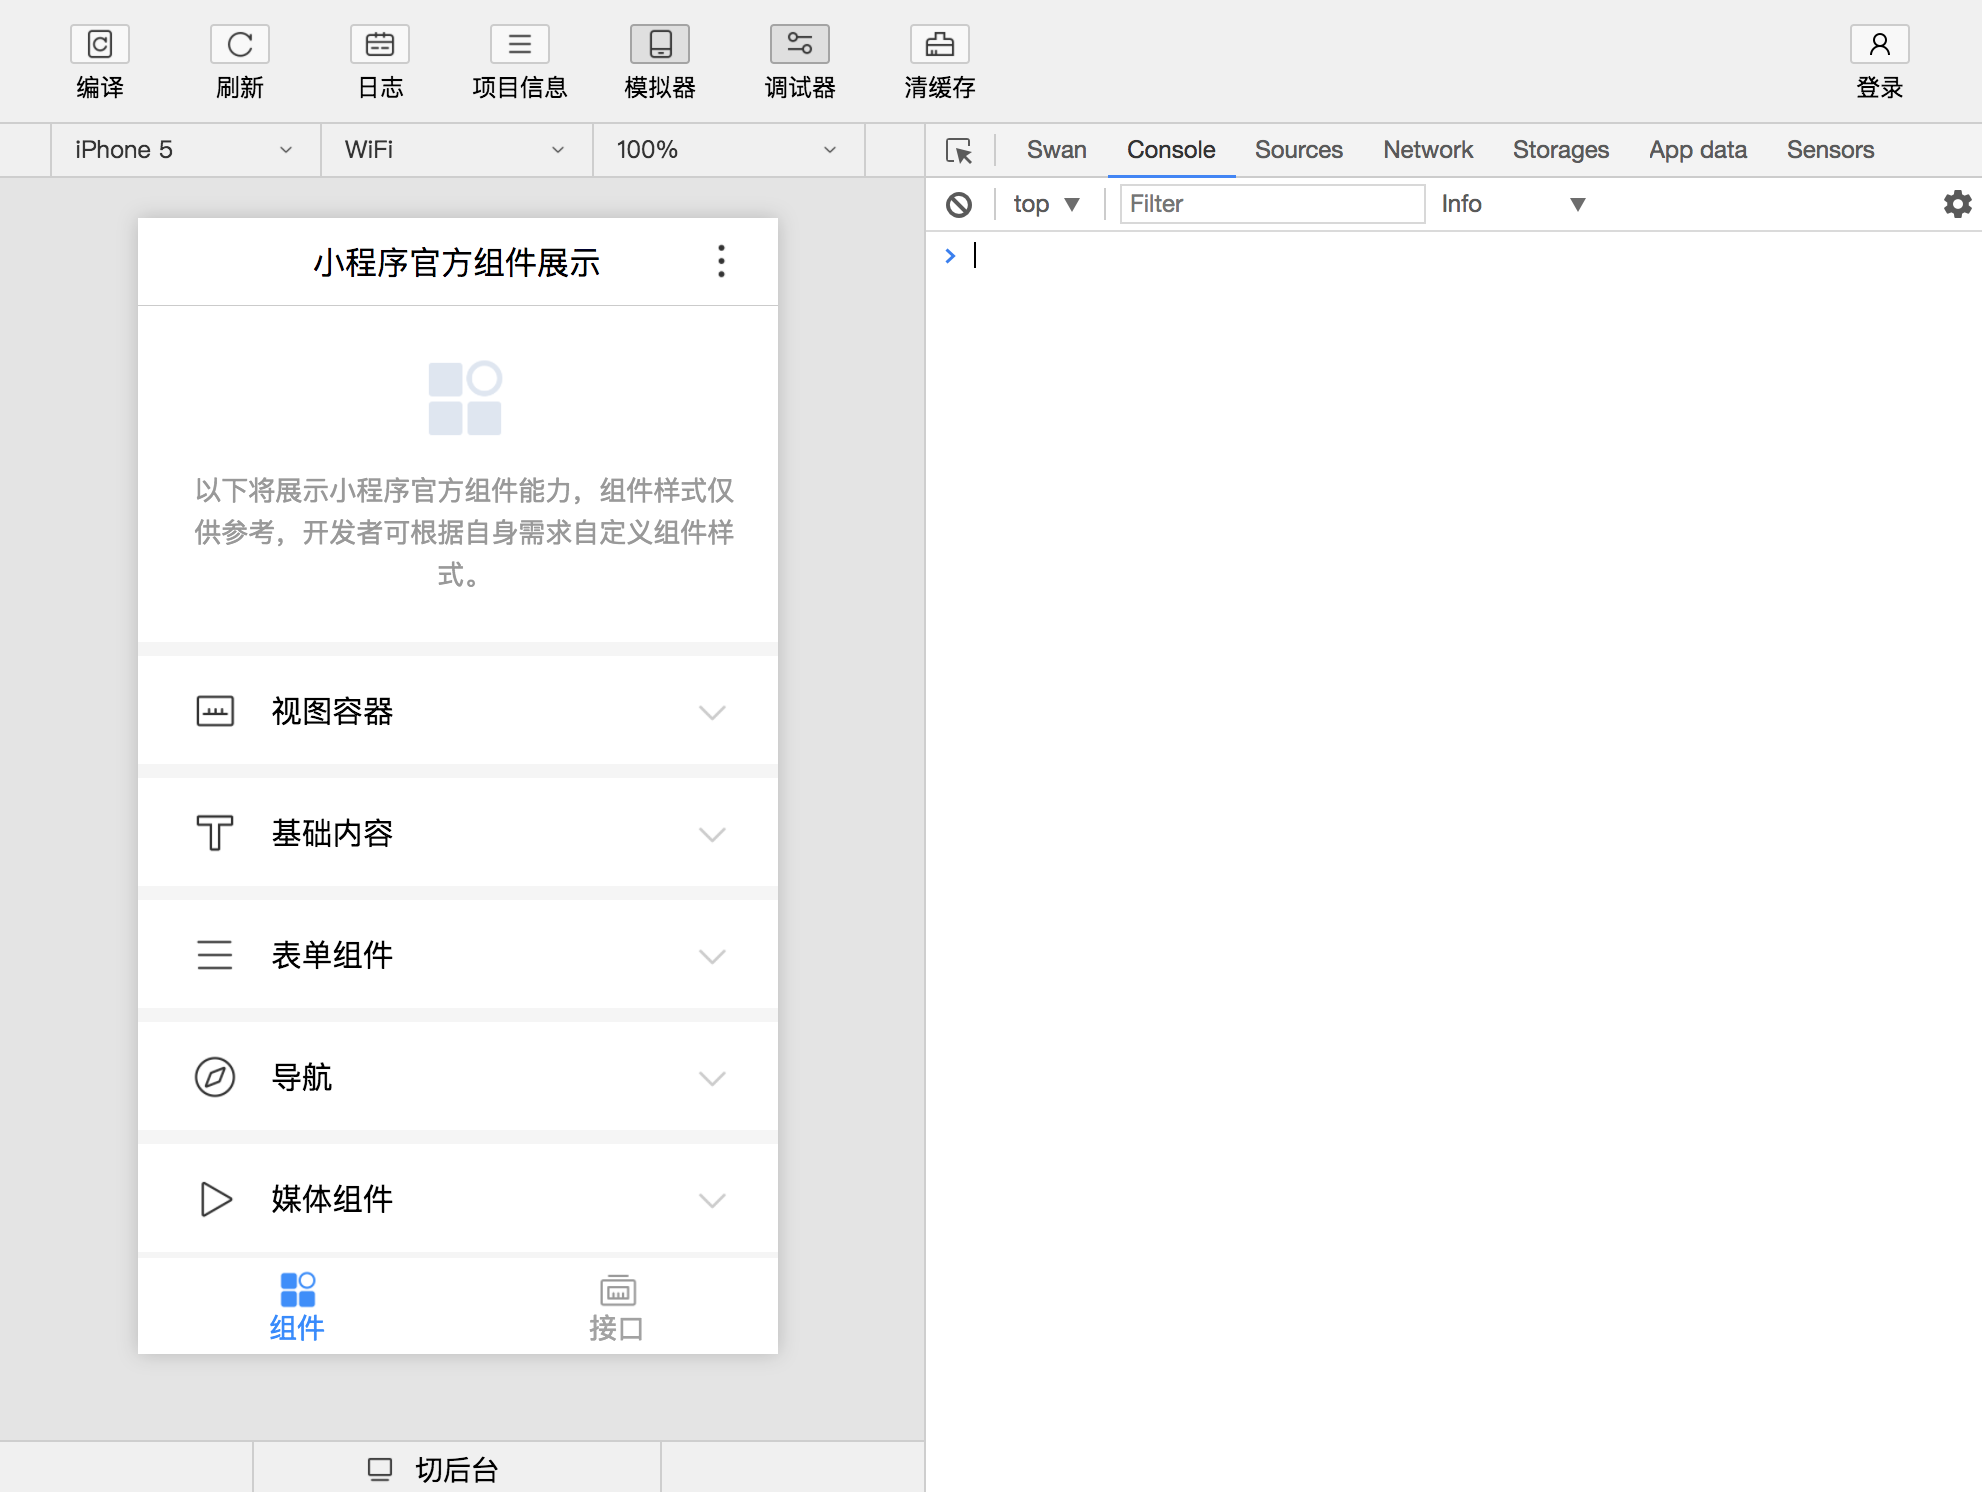 编译 刷新 日志 项目信息 模拟器 调试器 清缓存 登录
iPhone 5 WiFi 100%
Swan Console Sources Network Storages App data Sensors
top Filter Info
小程序官方组件展示
以下将展示小程序官方组件能力，组件样式仅
供参考，开发者可根据自身需求自定义组件样
式。
视图容器
基础内容
表单组件
导航
媒体组件
组件 接口
切后台